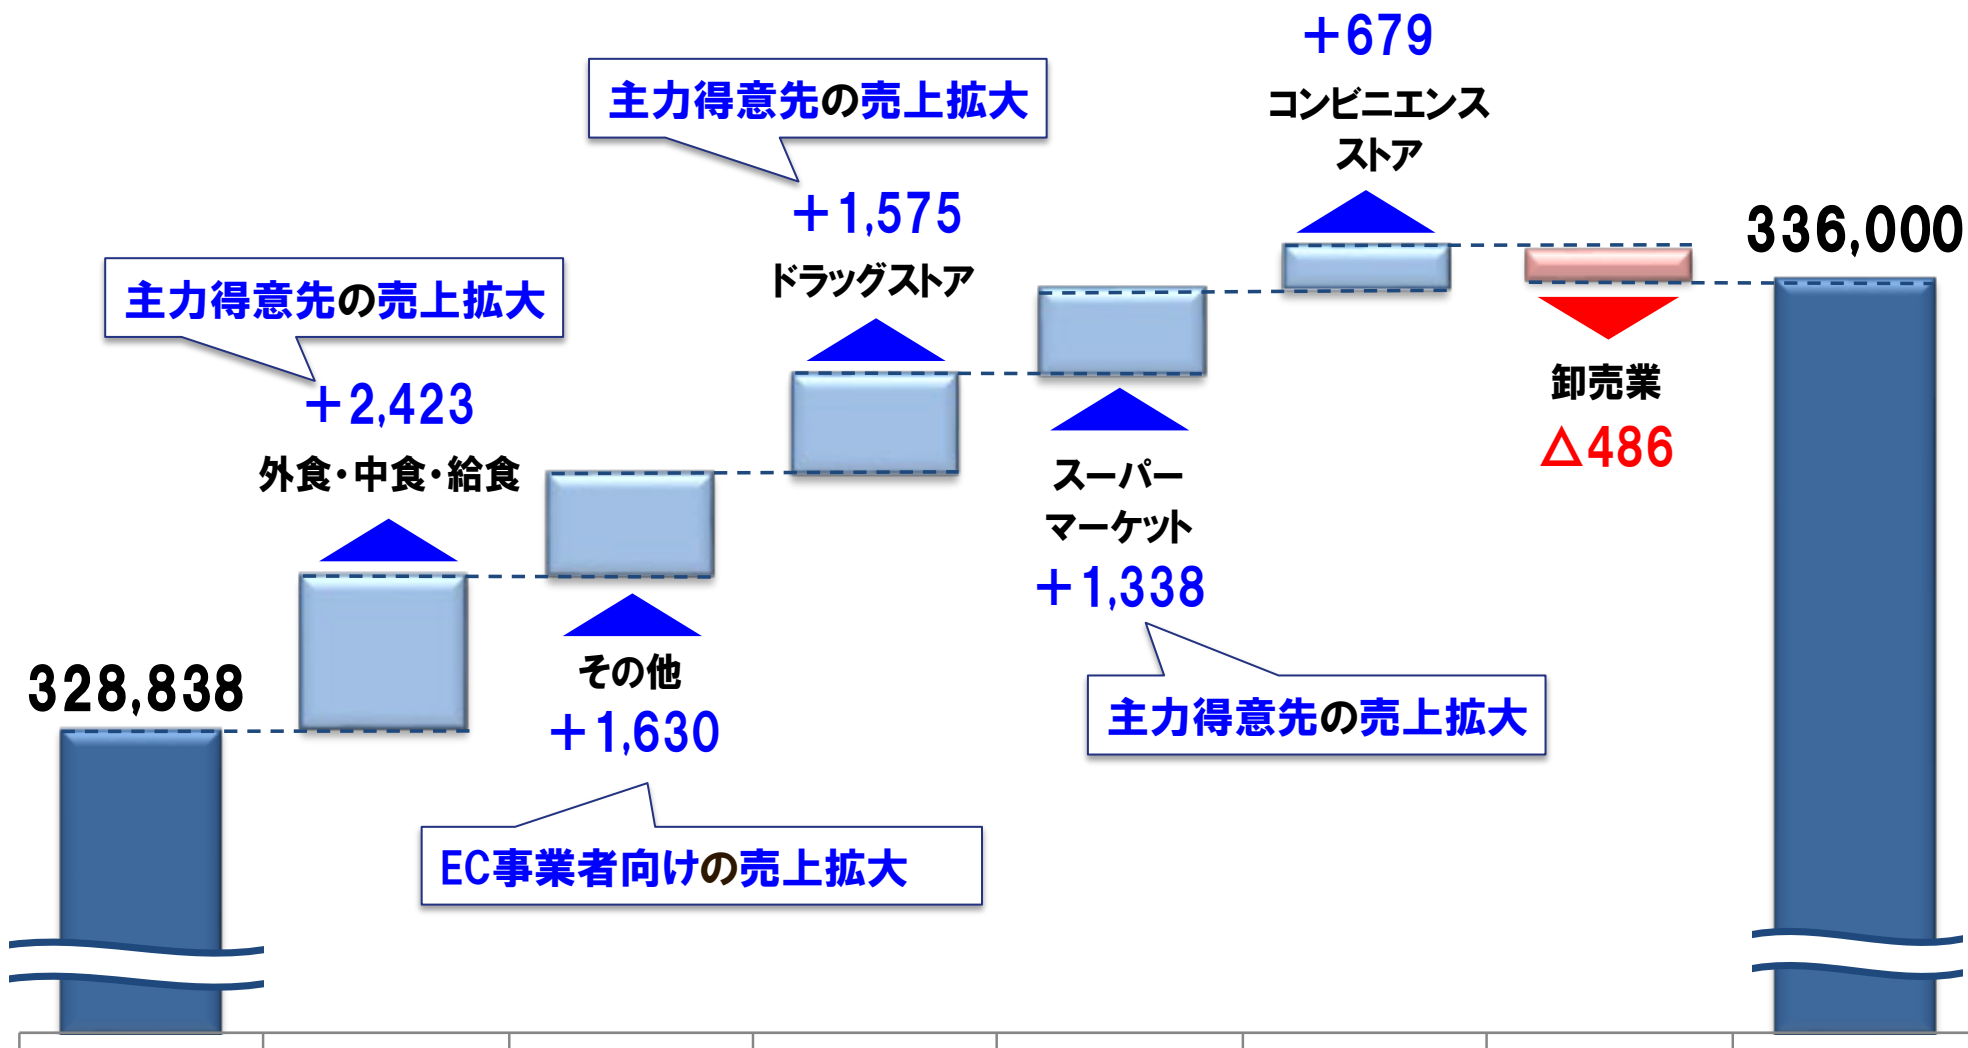 +679
コンビニエンス
ストア
主力得意先の売上拡大
+1,575
ドラッグストア
336,000
主力得意先の売上拡大
+2,423
外食・中食・給食
卸売業
△486
スーパー
マーケット
+1,338
328,838
その他
+1,630
主力得意先の売上拡大
EC事業者向けの売上拡大